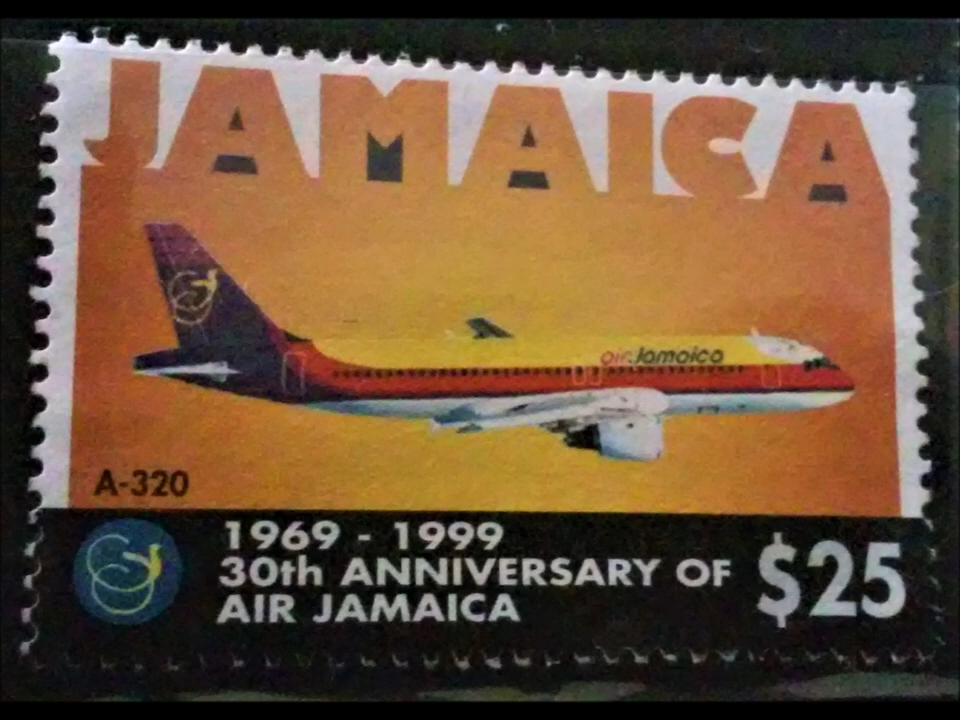 JAMAICA
air Jamaica
A-320
1969 - 1999
30th ANNIVERSARY OF
AIR JAMAICA
$25